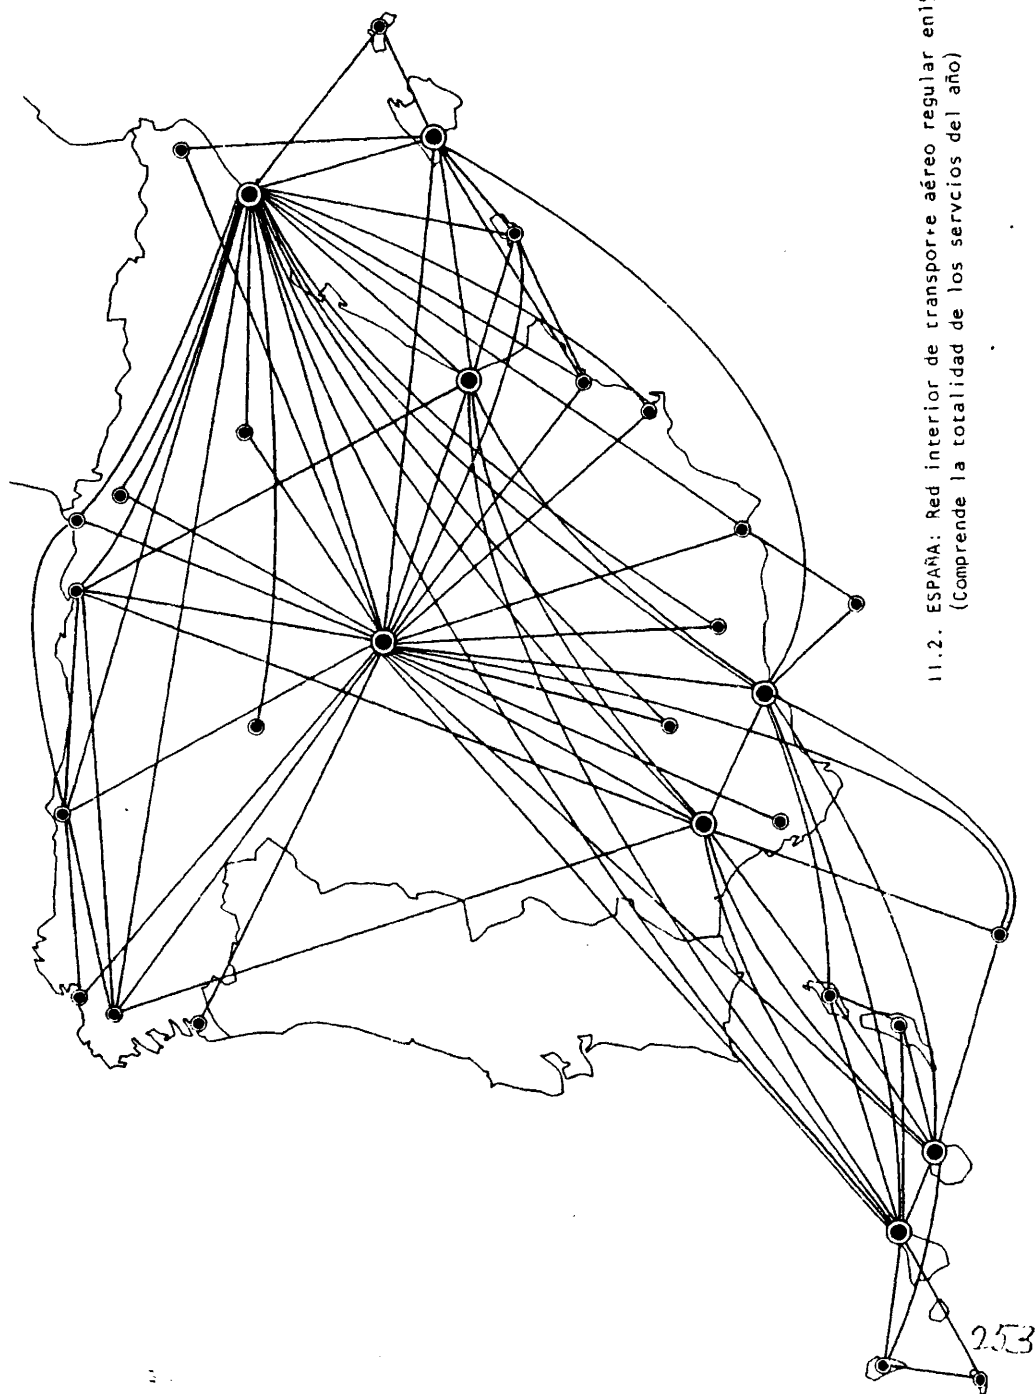 11.2. ESPAÑA: Red interior de transporte aéreo regular en
(Comprende la totalidad de los servcios del año)
253